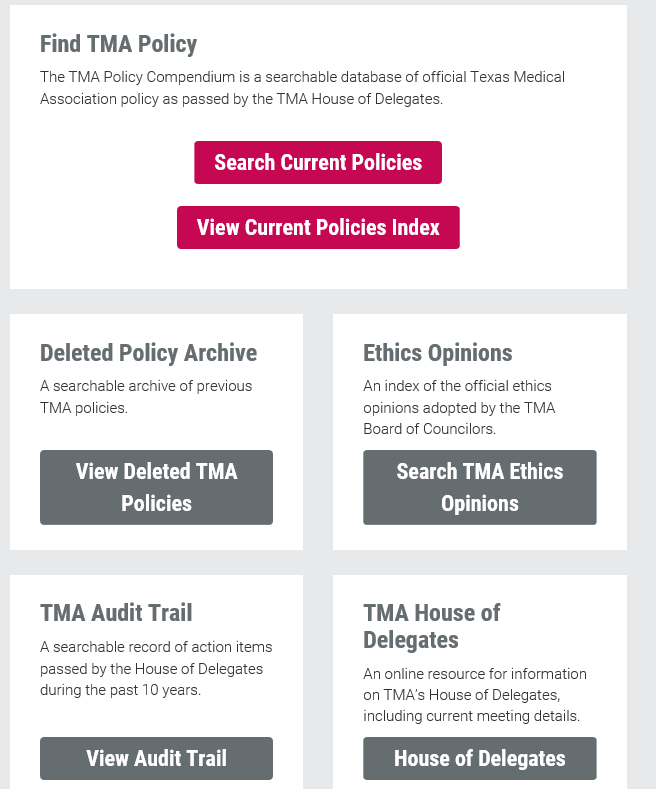 Find TMA Policy
The TMA Policy Compendium is a searchable database of official Texas Medical
Association policy as passed by the TMA House of Delegates.
Search Current Policies
View Current Policies Index
Deleted Policy Archive
A searchable archive of previous
TMA policies.
View Deleted TMA
Policies
Ethics Opinions
An index of the official ethics
opinions adopted by the TMA
Board of Councilors.
Search TMA Ethics
Opinions
TMA Audit Trail
A searchable record of action items
passed by the House of Delegates
during the past 10 years.
View Audit Trail
TMA House of
Delegates
An online resource for information
on TMA's House of Delegates,
including current meeting details.
House of Delegates